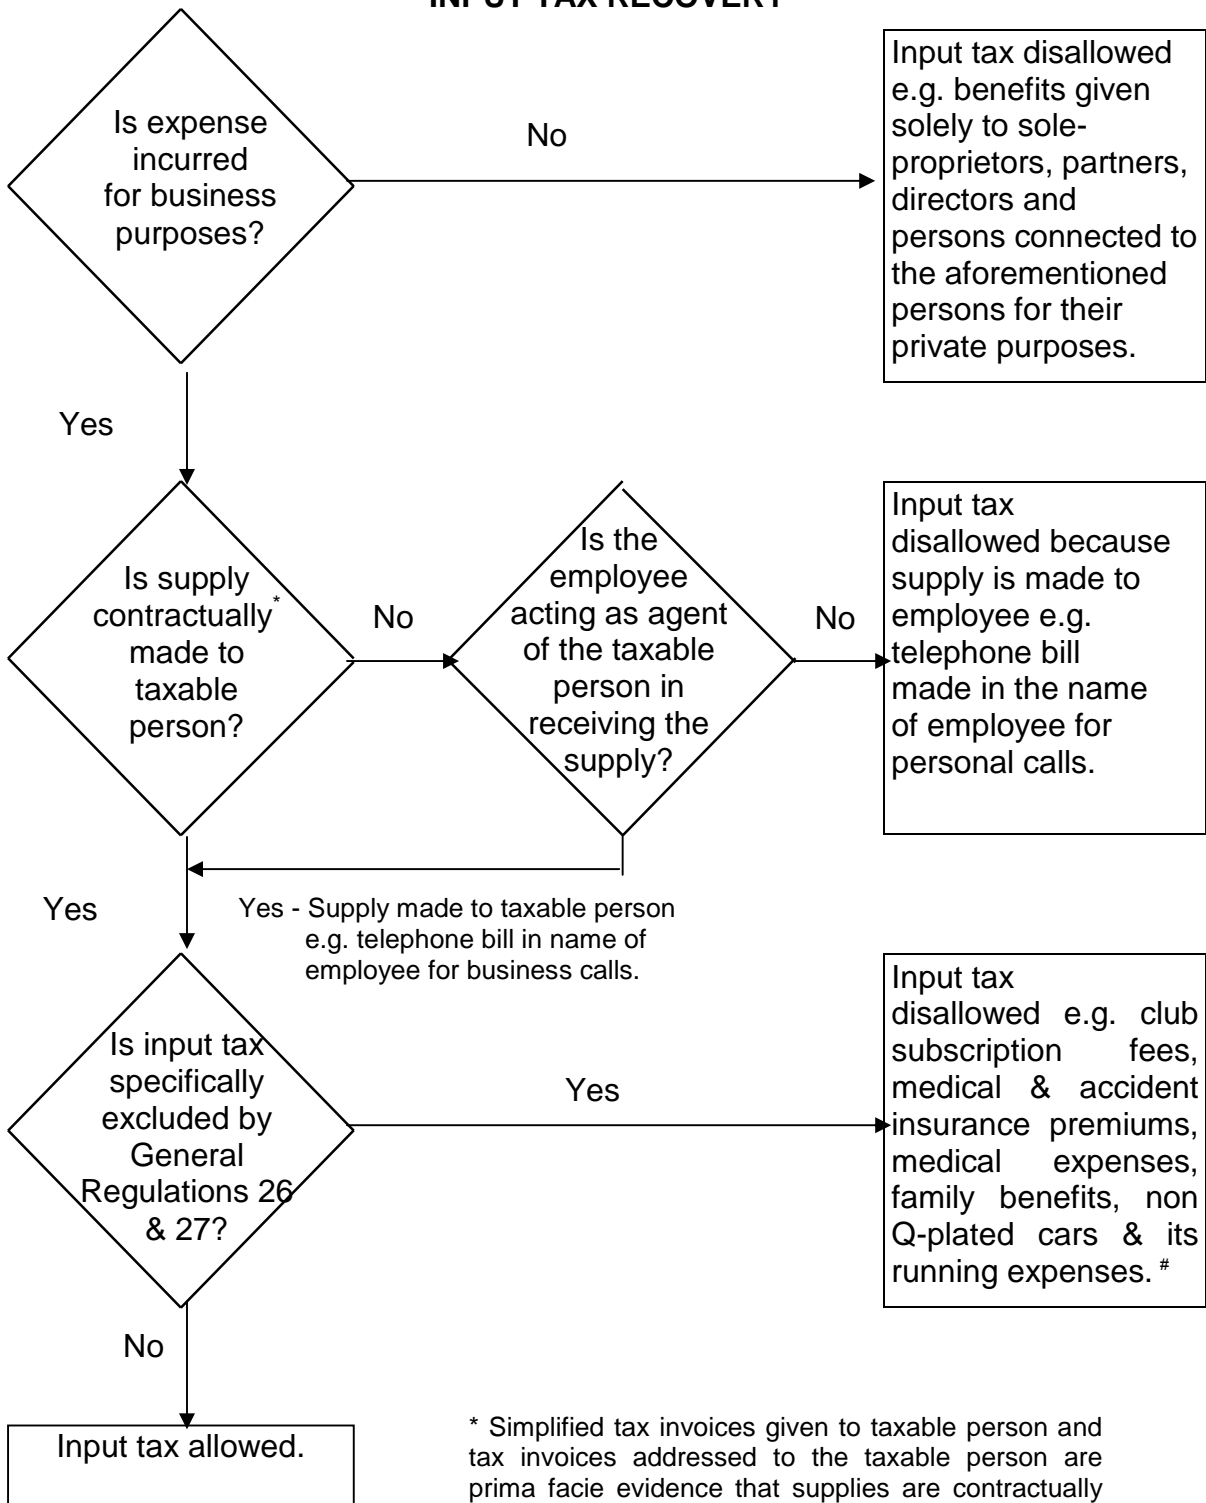 INPUT TAX RECOVERY
Is expense
incurred
for business
purposes?
No
Input tax disallowed
e.g. benefits given
solely to sole-
proprietors, partners,
directors and
persons connected to
the aforementioned
persons for their
private purposes.
Yes
Is supply
contractually*
made to
taxable
person?
No
Is the
employee
acting as agent
of the taxable
person in
receiving the
supply?
No
Input tax
disallowed because
supply is made to
employee e.g.
telephone bill
made in the name
of employee for
personal calls.
Yes
Yes - Supply made to taxable person
e.g. telephone bill in name of
employee for business calls.
Is input tax
specifically
excluded by
General
Regulations 26
& 27?
Yes
Input tax
disallowed e.g. club
subscription fees,
medical & accident
insurance premiums,
medical expenses,
family benefits, non
Q-plated cars & its
running expenses. #
No
Input tax allowed.
* Simplified tax invoices given to taxable person and
tax invoices addressed to the taxable person are
prima facie evidence that supplies are contractually